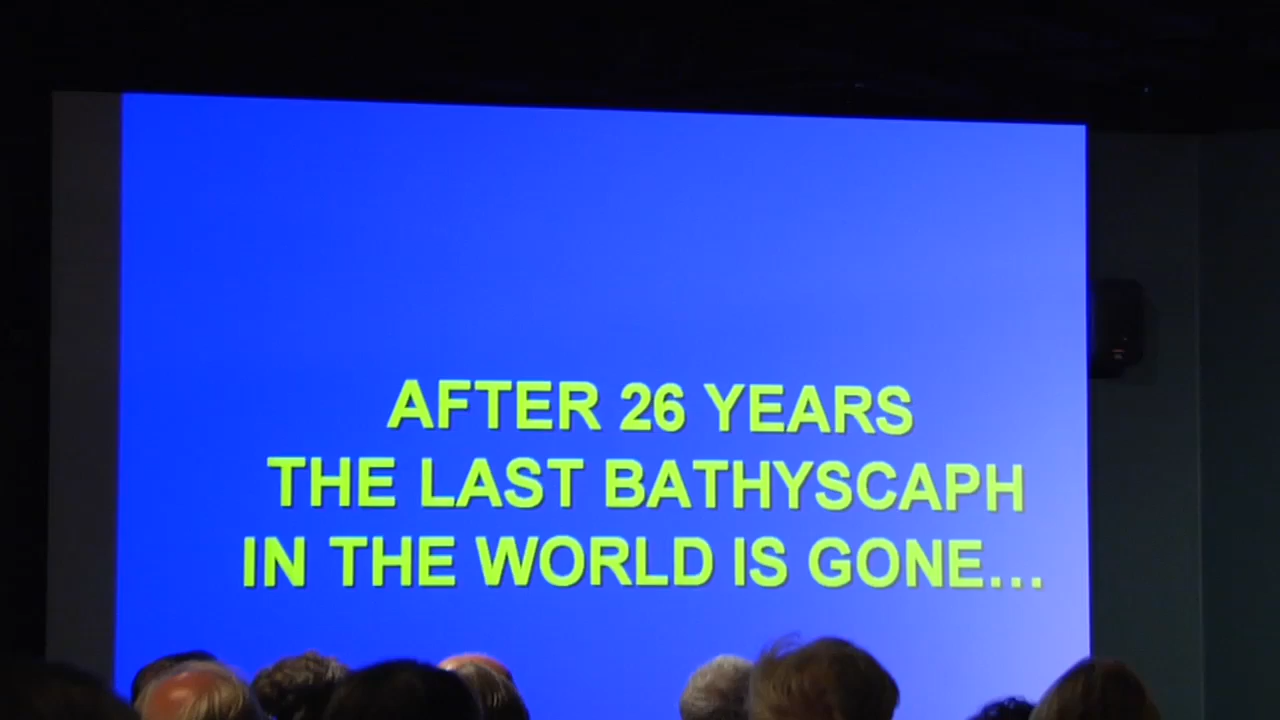 AFTER 26 YEARS
THE LAST BATHYSCAPH
IN THE WORLD IS GONE...